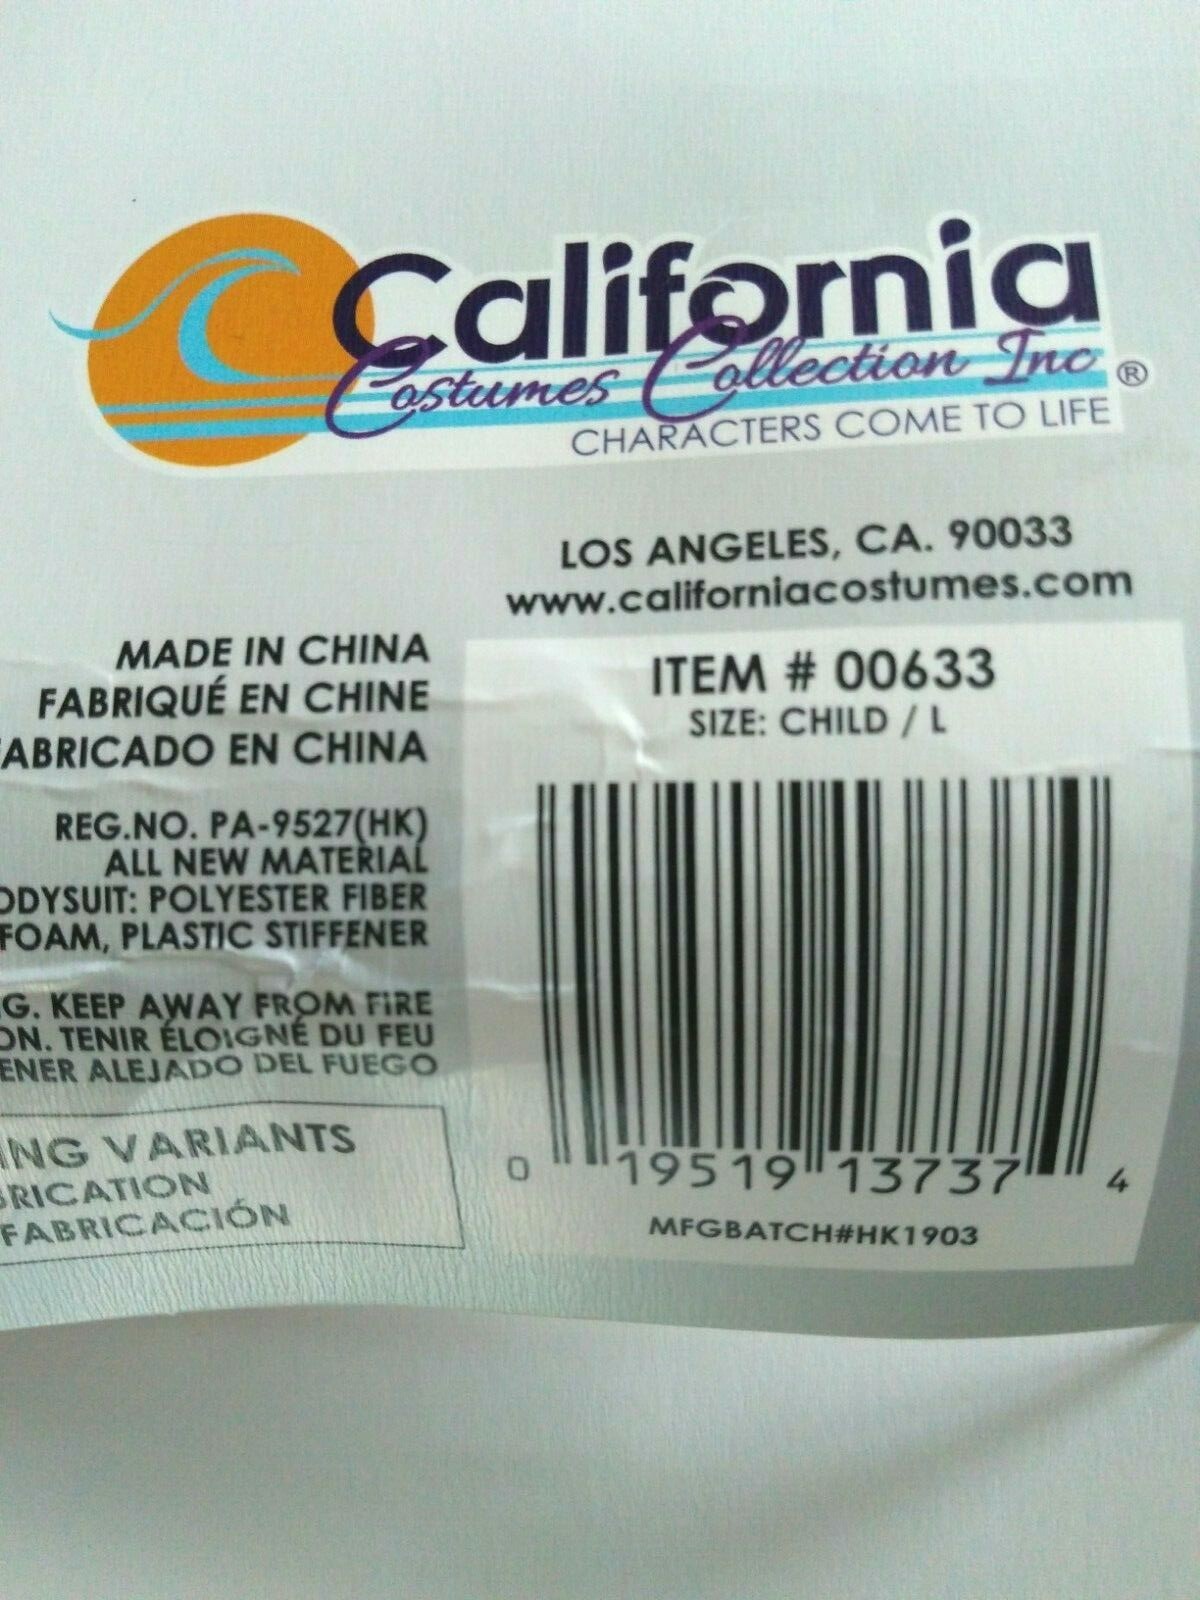 California
Costumes Collection Inc ®
CHARACTERS COME TO LIFE
LOS ANGELES, CA. 90033
www.californiacostumes.com
MADE IN CHINA
FABRIQUÉ EN CHINE
FABRICADO EN CHINA
REG.NO. PA-9527(HK)
ALL NEW MATERIAL
ODYSUIT: POLYESTER FIBER
FOAM, PLASTIC STIFFENER
G. KEEP AWAY FROM FIRE
ON. TENIR ÉLOIGNÉ DU FEU
ENER ALEJADO DEL FUEGO
ING VARIANTS
BRICATION
FABRICACIÓN
ITEM # 00633
SIZE: CHILD / L
0 19519 13737 4
MFGBATCH#HK1903